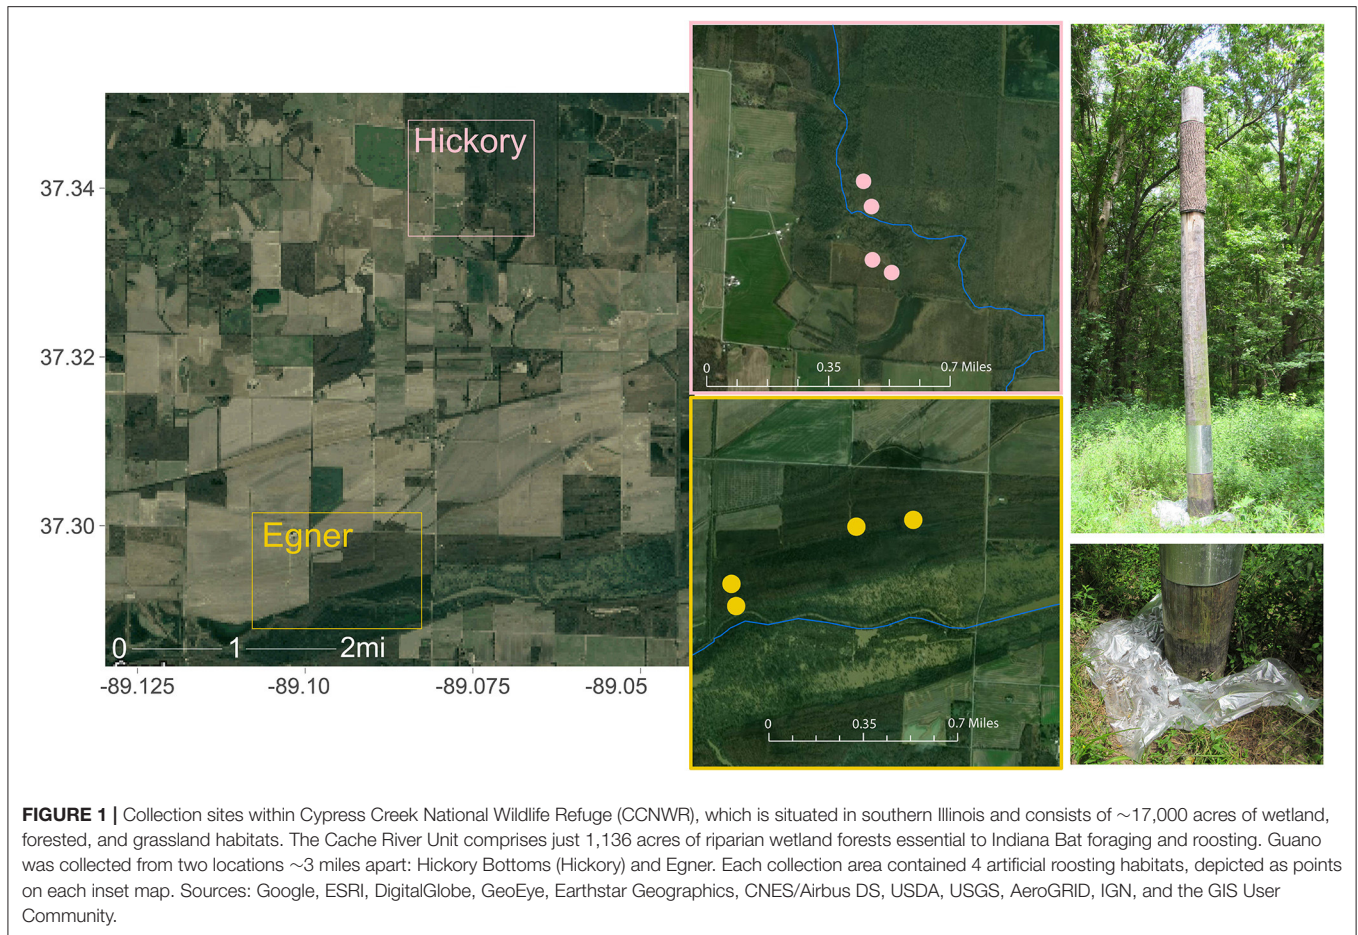 Hickory
37.34
37.32
37.30
Egner
0 1 2mi
-89.125 -89.10 -89.075 -89.05
0 0.35 0.7 Miles
0 0.35 0.7 Miles
FIGURE 1 | Collection sites within Cypress Creek National Wildlife Refuge (CCNWR), which is situated in southern Illinois and consists of ~17,000 acres of wetland,
forested, and grassland habitats. The Cache River Unit comprises just 1,136 acres of riparian wetland forests essential to Indiana Bat foraging and roosting. Guano
was collected from two locations ~3 miles apart: Hickory Bottoms (Hickory) and Egner. Each collection area contained 4 artificial roosting habitats, depicted as points
on each inset map. Sources: Google, ESRI, DigitalGlobe, GeoEye, Earthstar Geographics, CNES/Airbus DS, USDA, USGS, AeroGRID, IGN, and the GIS User
Community.